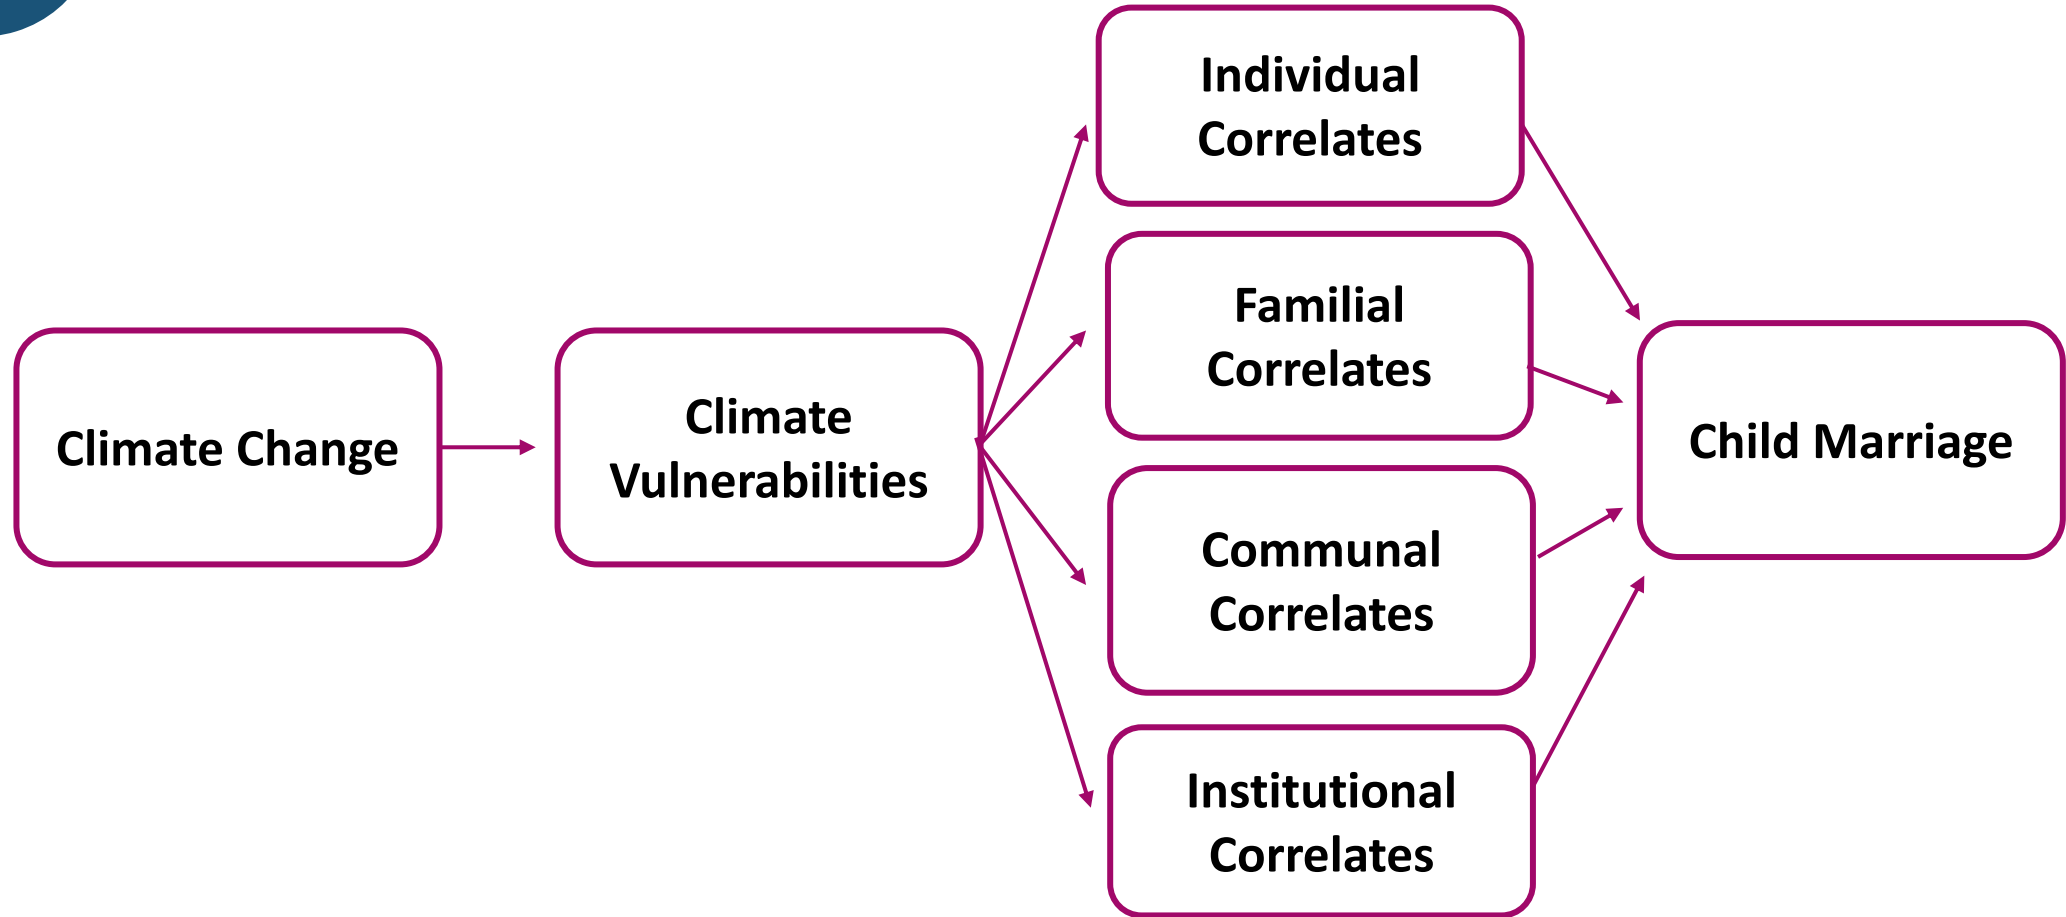 Climate Change
Climate
Vulnerabilities
Individual
Correlates
Familial
Correlates
Communal
Correlates
Institutional
Correlates
Child Marriage